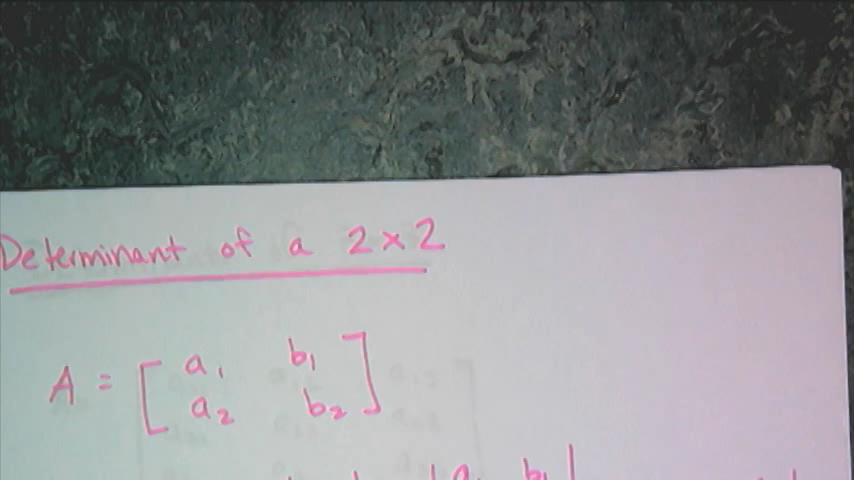 Determinant of a 2×2
A = [ a₁ b₁
a₂ b₂ ]